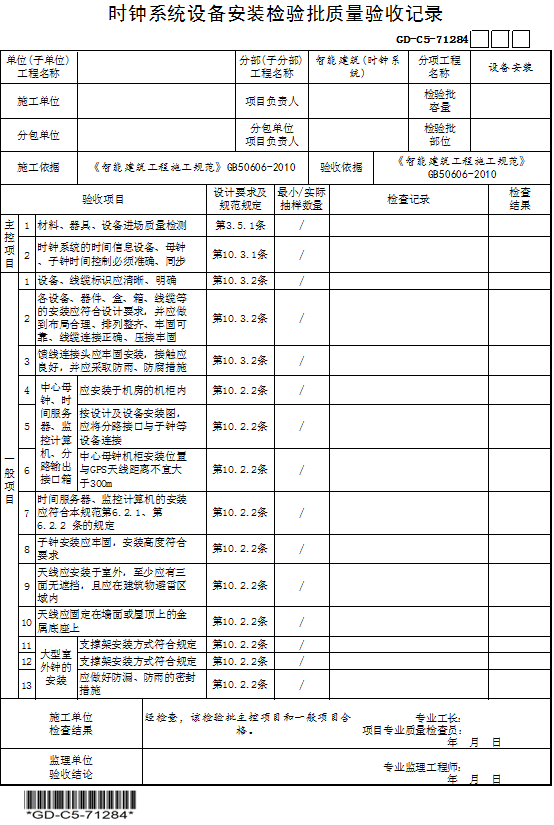 时钟系统设备安装检验批质量验收记录
GD-C5-71284
单位(子单位)
工程名称
分部(子分部)
工程名称
智能建筑(时钟系
统)
分项工程
名称
设备安装
施工单位
项目负责人
检验批
容量
分包单位
分包单位
项目负责人
检验批
部位
施工依据
《智能建筑工程施工规范》GB50606-2010
验收依据
《智能建筑工程施工规范》
GB50606-2010
验收项目
设计要求及
规范规定
最小/实际
抽样数量
检查记录
检查
结果
主控项目
1 材料、器具、设备进场质量检测 第3.5.1条 /
2 时钟系统的时间信息设备、母钟
、子钟时间控制必须准确、同步 第10.3.1条 /
一般项目
1 设备、线缆标识应清晰、明确 第10.3.2条 /
2 各设备、器件、盒、箱、线缆等
的安装应符合设计要求，并应做
到布局合理、排列整齐、牢固可
靠、线缆连接正确、压接牢固 第10.3.2条 /
3 馈线连接头应牢固安装，接触应
良好，并应采取防雨、防腐措施 第10.3.2条 /
中心母
钟、时
间服务
器、监
控计算
机、分
路输出
接口箱
4 应安装于机房的机柜内 第10.2.2条 /
5 按设计及设备安装图，
应将分路接口与子钟等
设备连接 第10.2.2条 /
6 中心母钟机柜安装位置
与GPS天线距离不宜大
于300m 第10.2.2条 /
7 时间服务器、监控计算机的安装
应符合本规范第6.2.1、第
6.2.2 条的规定 第10.2.2条 /
8 子钟安装应牢固，安装高度符合
要求 第10.2.2条 /
9 天线应安装于室外，至少应有三
面无遮挡，且应在建筑物避雷区
域内 第10.2.2条 /
10 天线应固定在墙面或屋顶上的金
属底座上 第10.2.2条 /
大型室
外钟的
安装
11 支撑架安装方式符合规定 第10.2.2条 /
12 支撑架安装方式符合规定 第10.2.2条 /
13 应做好防漏、防雨的密封
措施 第10.2.2条 /
施工单位
检查结果
经检查，该检验批主控项目和一般项目合
格。
专业工长：
项目专业质量检查员：
年 月 日
监理单位
验收结论
专业监理工程师：
年 月 日
*GD-C5-71284*